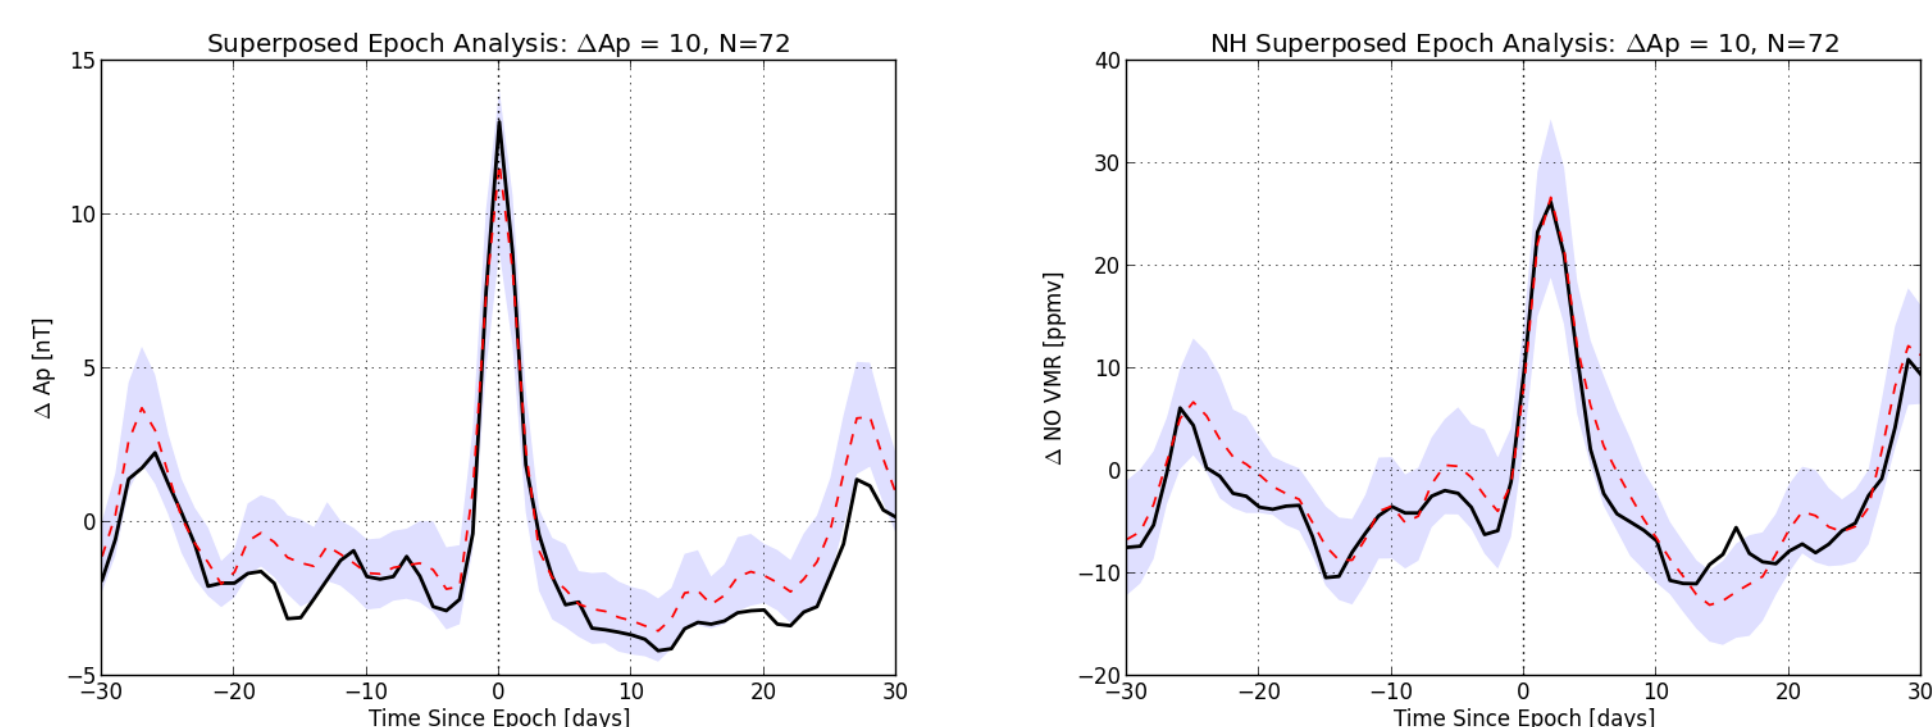 Superposed Epoch Analysis: ΔAp = 10, N=72
15
10
5
0
−5
Δ Ap [nT]
−30 −20 −10 0 10 20 30
Time Since Epoch [days]
NH Superposed Epoch Analysis: ΔAp = 10, N=72
40
30
20
10
0
−10
−20
Δ NO VMR [ppmv]
−30 −20 −10 0 10 20 30
Time Since Epoch [days]